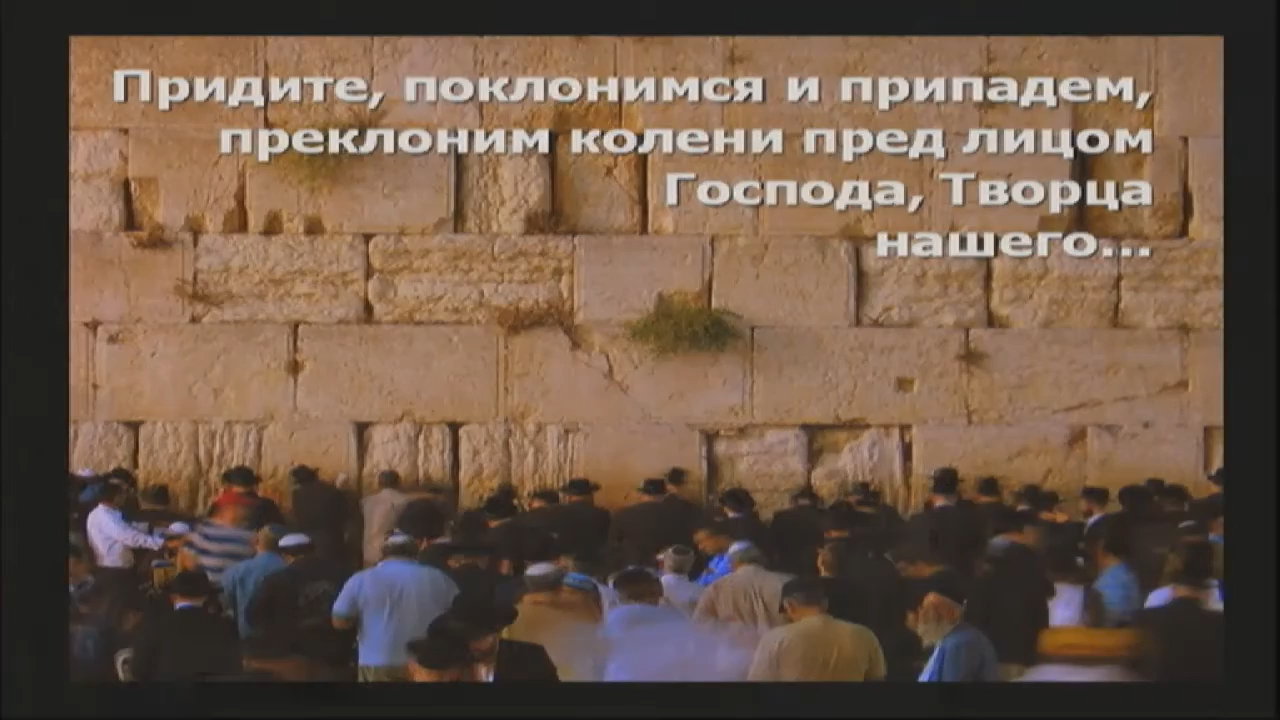 Придите, поклонимся и припадем,
преклоним колени пред лицом
Господа, Творца
нашего...